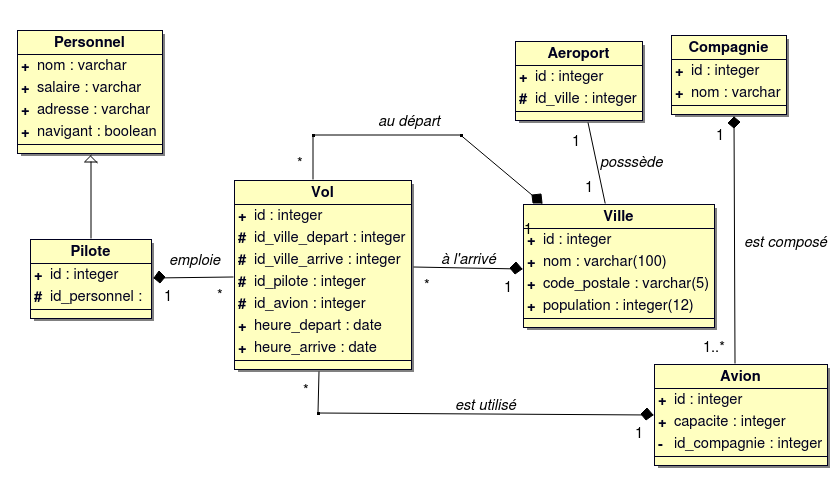 Personnel
+ nom : varchar
+ salaire : varchar
+ adresse : varchar
+ navigant : boolean
Aeroport
+ id : integer
# id_ville : integer
Compagnie
+ id : integer
+ nom : varchar
1
au départ
*
1
posssède
1
Vol
+ id : integer
# id_ville_depart : integer
# id_ville_arrive : integer
# id_pilote : integer
# id_avion : integer
+ heure_depart : date
+ heure_arrive : date
1
Ville
+ id : integer
+ nom : varchar(100)
+ code_postale : varchar(5)
+ population : integer(12)
Pilote
+ id : integer
# id_personnel :
emploie
1
*
à l'arrivé
*
1
est composé
1..*
*
est utilisé
1
Avion
+ id : integer
+ capacite : integer
- id_compagnie : integer